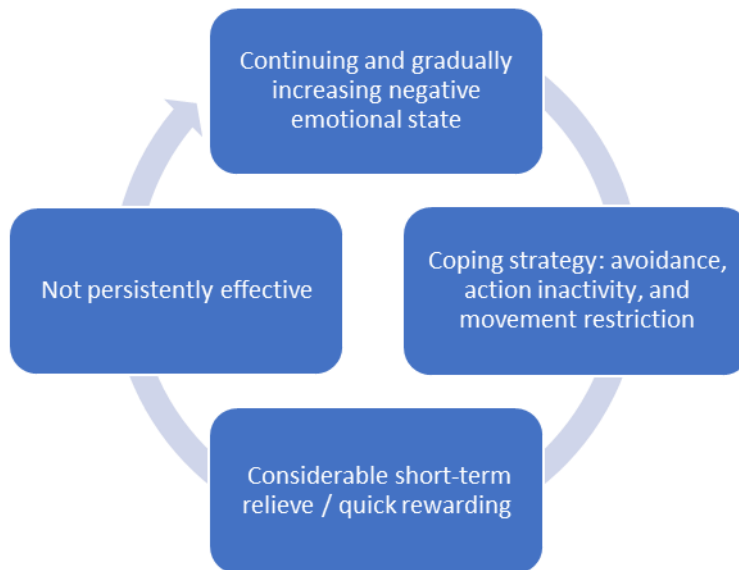 Continuing and gradually
increasing negative
emotional state
Coping strategy: avoidance,
action inactivity, and
movement restriction
Considerable short-term
relieve / quick rewarding
Not persistently effective